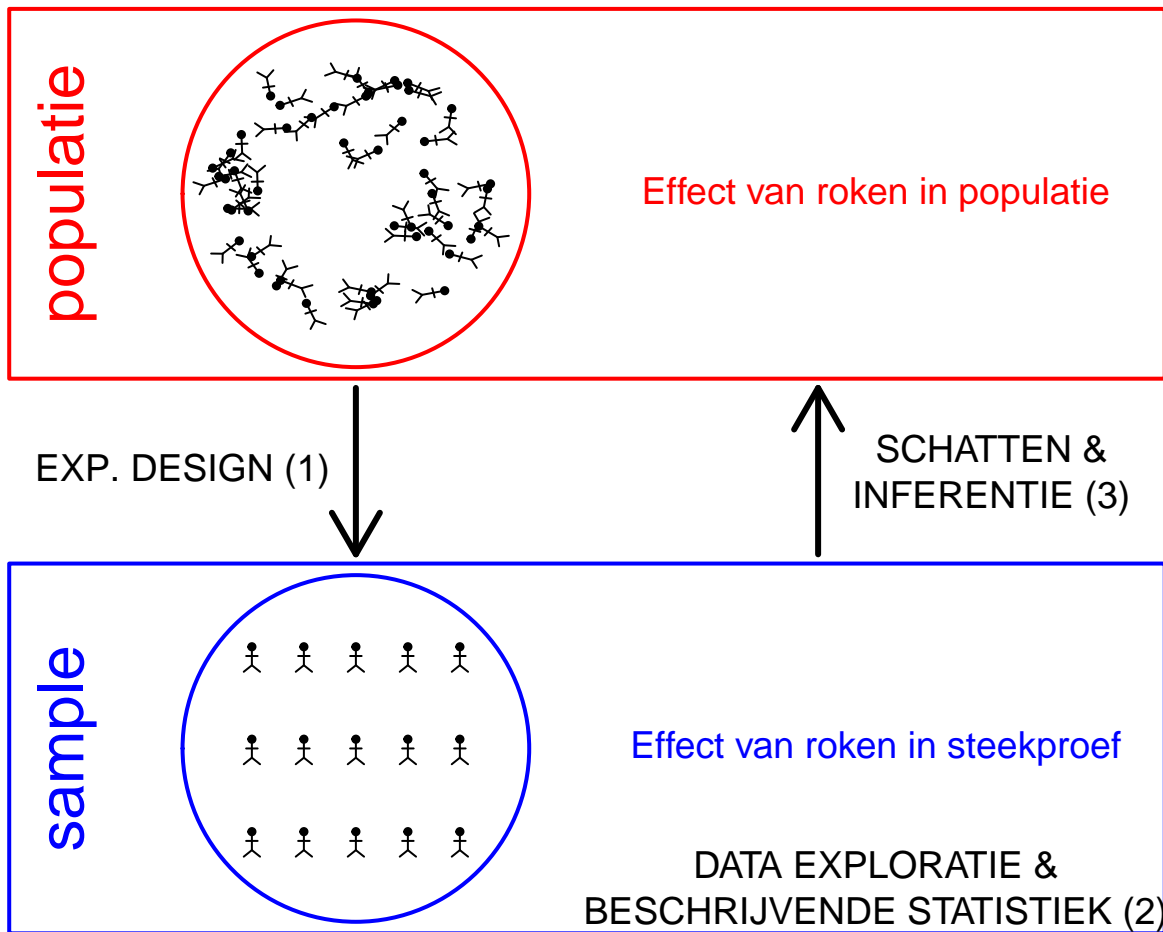 populatie
Effect van roken in populatie
EXP. DESIGN (1)
SCHATTEN &
INFERENTIE (3)
sample
Effect van roken in steekproef
DATA EXPLORATIE &
BESCHRIJVENDE STATISTIEK (2)